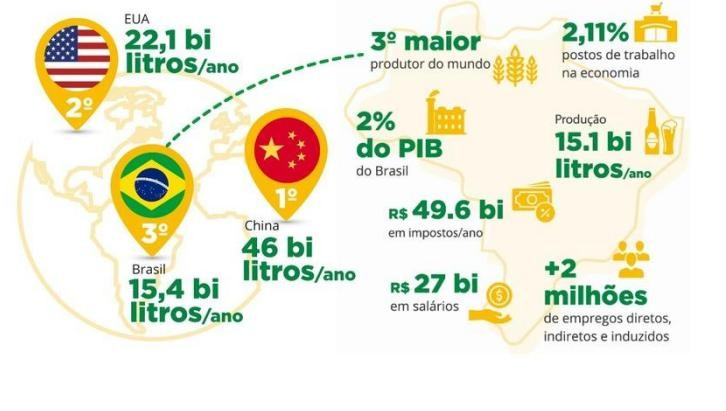 EUA
22,1 bi
litros/ano
2º
3º
Brasil
15,4 bi
litros/ano
1º
China
46 bi
litros/ano
3º maior
produtor do mundo
2%
do PIB
do Brasil
R$ 49.6 bi
em impostos/ano
R$ 27 bi
em salários
2,11%
postos de trabalho
na economia
Produção
15.1 bi
litros/ano
+2
milhões
de empregos diretos,
indiretos e induzidos